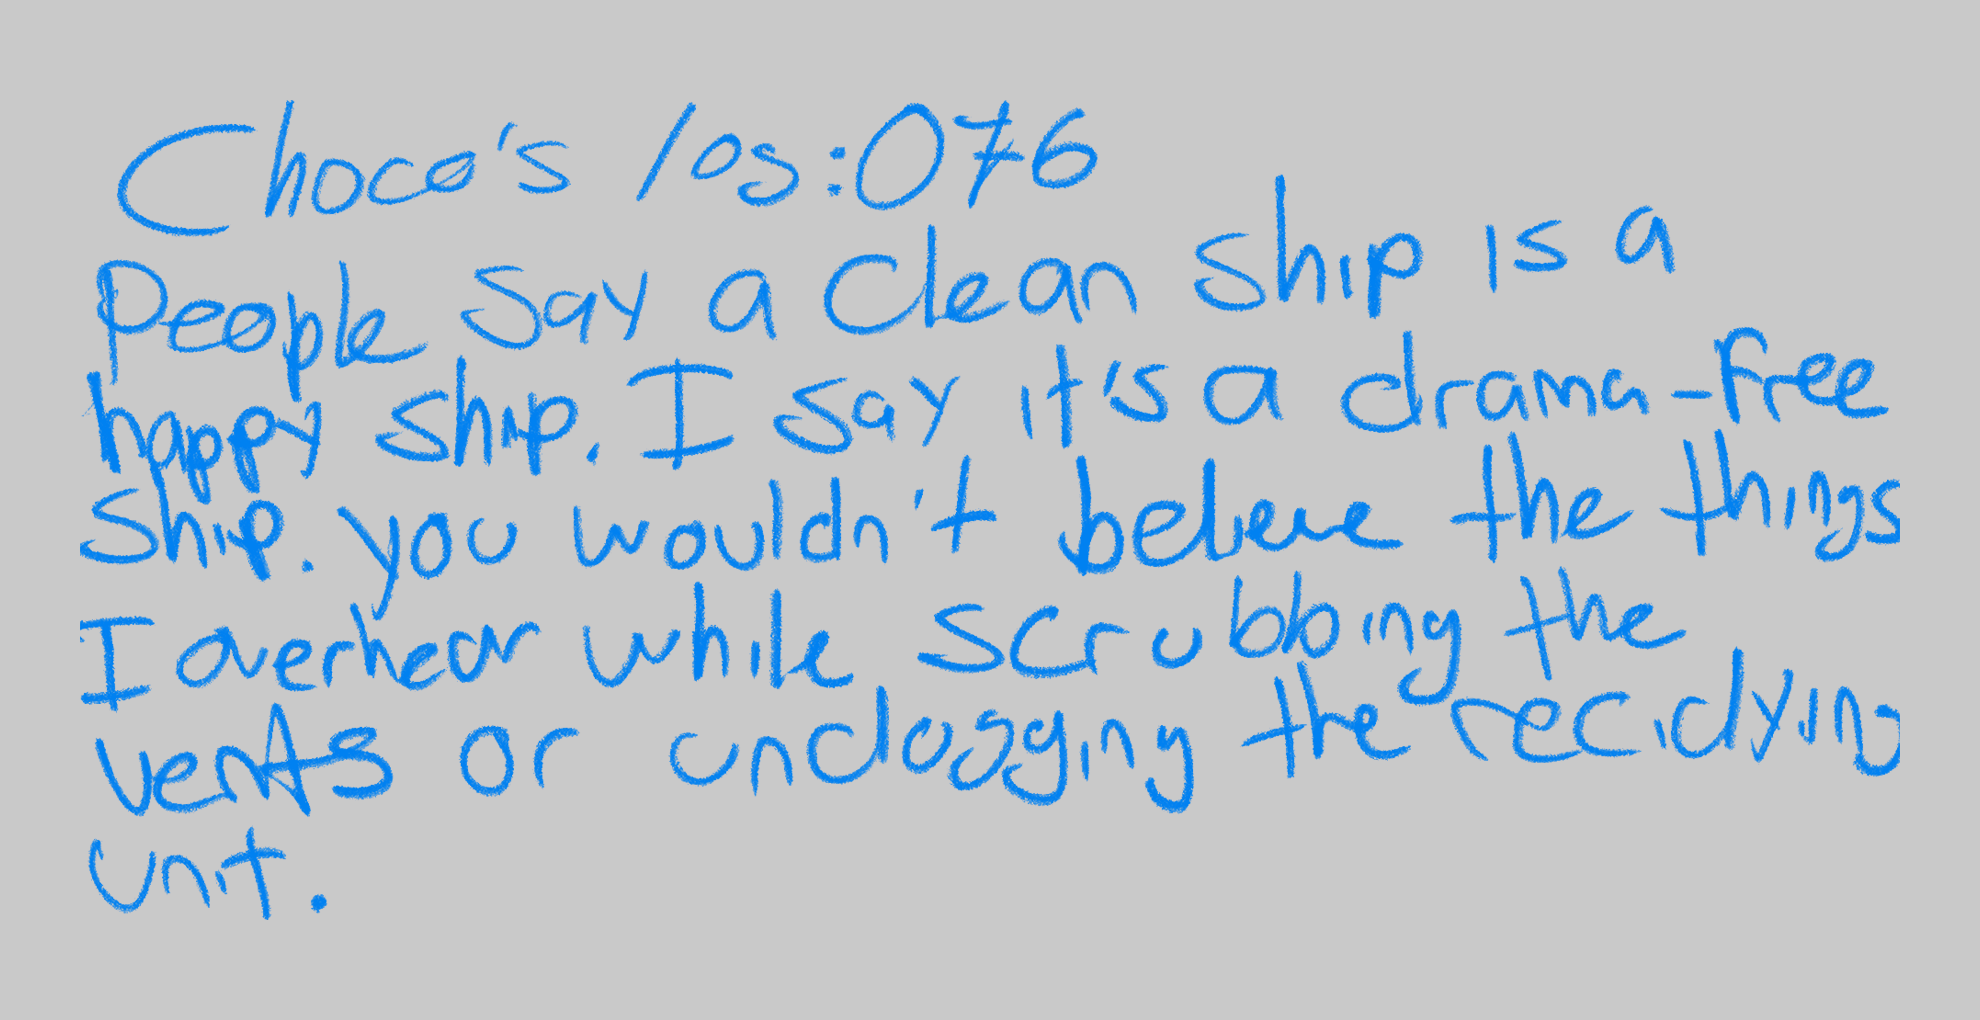 Choco's log:076
People say a clean ship is a
happy ship. I say it's a drama-free
ship. you wouldn't believe the things
I overhear while scrubbing the
vents or unclogging the recidying
unit.